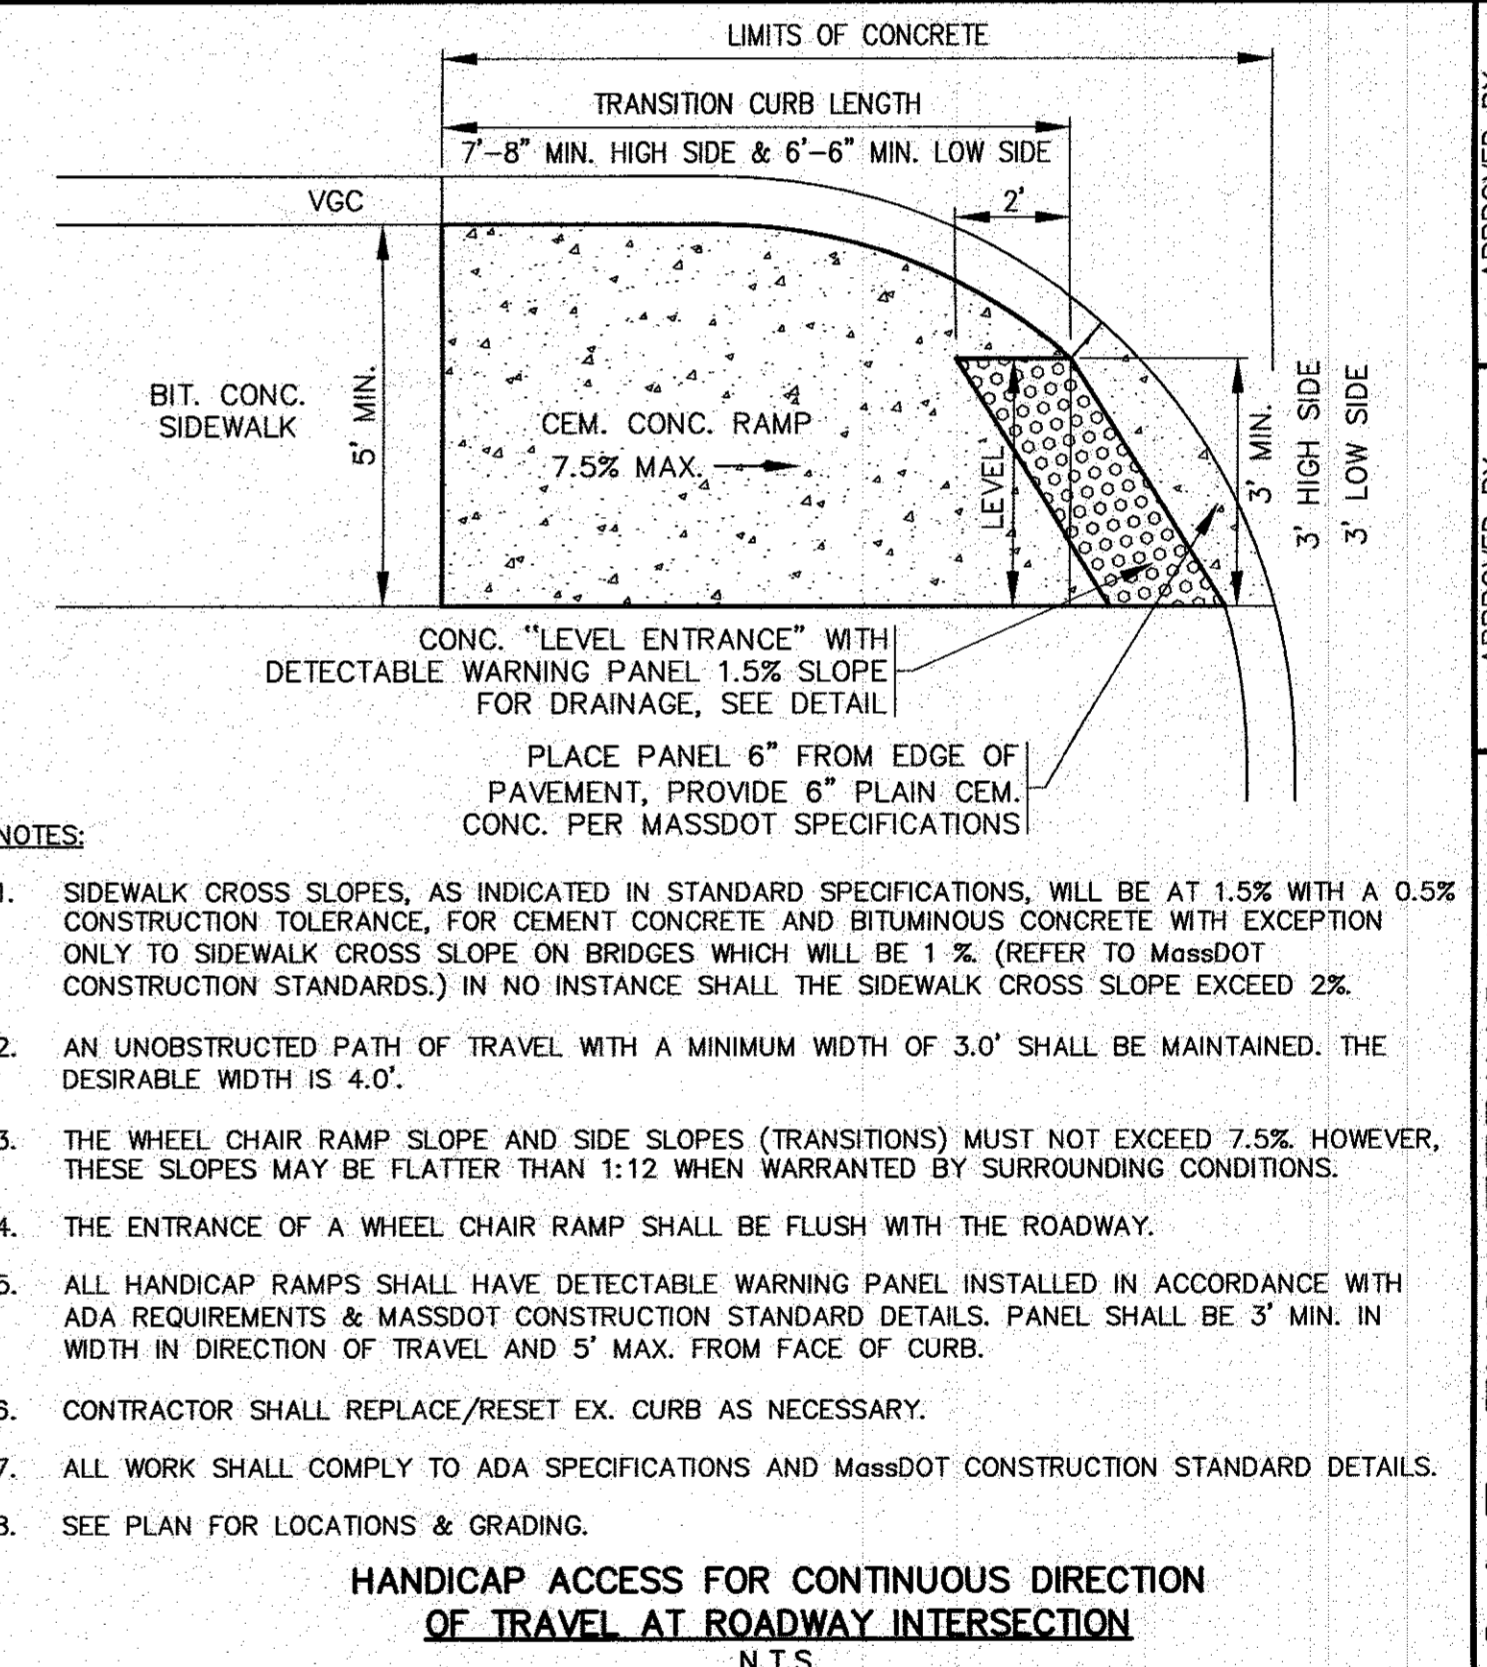 LIMITS OF CONCRETE
TRANSITION CURB LENGTH
7'-8" MIN. HIGH SIDE & 6'-6" MIN. LOW SIDE
VGC
2'
BIT. CONC.
SIDEWALK
5' MIN.
CEM. CONC. RAMP
7.5% MAX.
LEVEL
3' MIN.
3' HIGH SIDE
3' LOW SIDE
CONC. "LEVEL ENTRANCE" WITH
DETECTABLE WARNING PANEL 1.5% SLOPE
FOR DRAINAGE, SEE DETAIL
PLACE PANEL 6" FROM EDGE OF
PAVEMENT, PROVIDE 6" PLAIN CEM.
CONC. PER MASSDOT SPECIFICATIONS
NOTES:
1. SIDEWALK CROSS SLOPES, AS INDICATED IN STANDARD SPECIFICATIONS, WILL BE AT 1.5% WITH A 0.5%
CONSTRUCTION TOLERANCE, FOR CEMENT CONCRETE AND BITUMINOUS CONCRETE WITH EXCEPTION
ONLY TO SIDEWALK CROSS SLOPE ON BRIDGES WHICH WILL BE 1 %. (REFER TO MassDOT
CONSTRUCTION STANDARDS.) IN NO INSTANCE SHALL THE SIDEWALK CROSS SLOPE EXCEED 2%.
2. AN UNOBSTRUCTED PATH OF TRAVEL WITH A MINIMUM WIDTH OF 3.0' SHALL BE MAINTAINED. THE
DESIRABLE WIDTH IS 4.0'.
3. THE WHEEL CHAIR RAMP SLOPE AND SIDE SLOPES (TRANSITIONS) MUST NOT EXCEED 7.5%. HOWEVER,
THESE SLOPES MAY BE FLATTER THAN 1:12 WHEN WARRANTED BY SURROUNDING CONDITIONS.
4. THE ENTRANCE OF A WHEEL CHAIR RAMP SHALL BE FLUSH WITH THE ROADWAY.
5. ALL HANDICAP RAMPS SHALL HAVE DETECTABLE WARNING PANEL INSTALLED IN ACCORDANCE WITH
ADA REQUIREMENTS & MASSDOT CONSTRUCTION STANDARD DETAILS. PANEL SHALL BE 3' MIN. IN
WIDTH IN DIRECTION OF TRAVEL AND 5' MAX. FROM FACE OF CURB.
6. CONTRACTOR SHALL REPLACE/RESET EX. CURB AS NECESSARY.
7. ALL WORK SHALL COMPLY TO ADA SPECIFICATIONS AND MassDOT CONSTRUCTION STANDARD DETAILS.
8. SEE PLAN FOR LOCATIONS & GRADING.
HANDICAP ACCESS FOR CONTINUOUS DIRECTION
OF TRAVEL AT ROADWAY INTERSECTION
N.T.S.